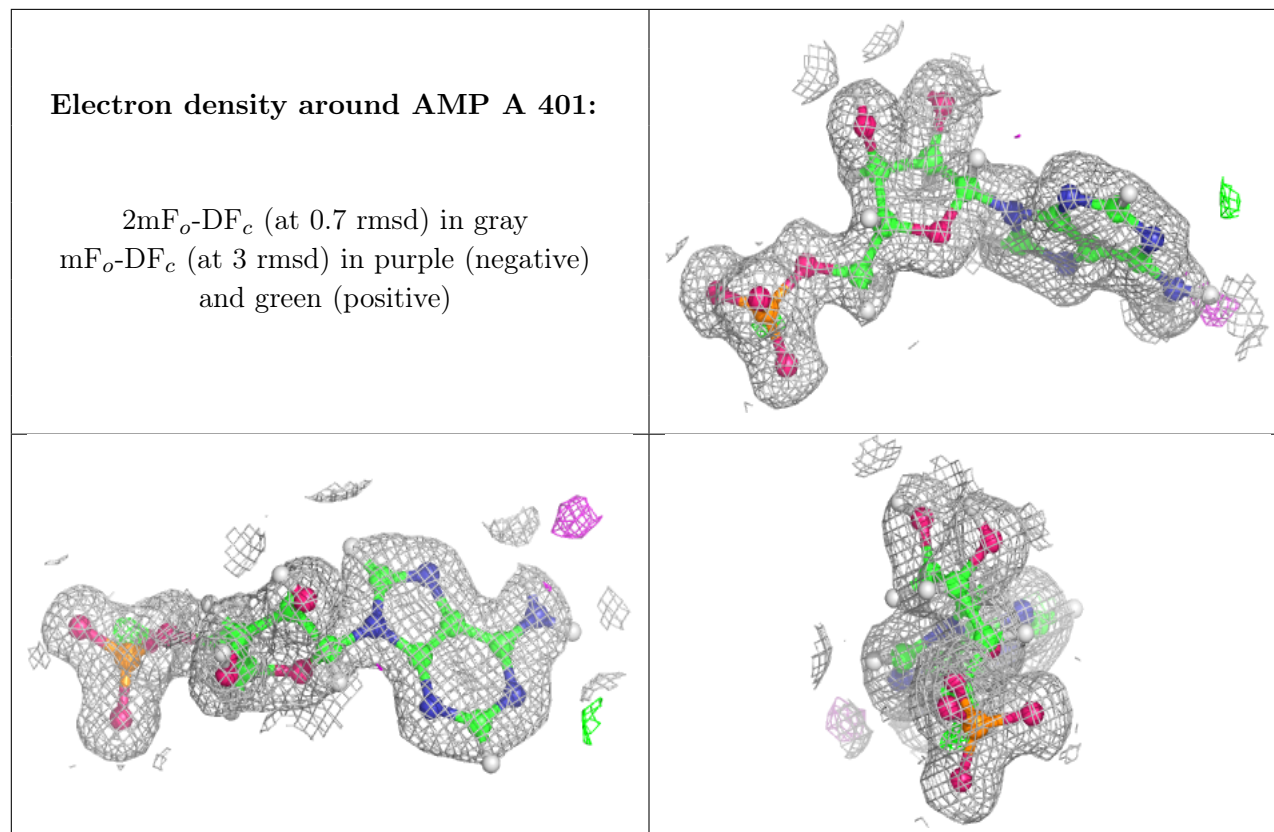 Electron density around AMP A 401:
2mFo-DFc (at 0.7 rmsd) in gray
mFo-DFc (at 3 rmsd) in purple (negative)
and green (positive)